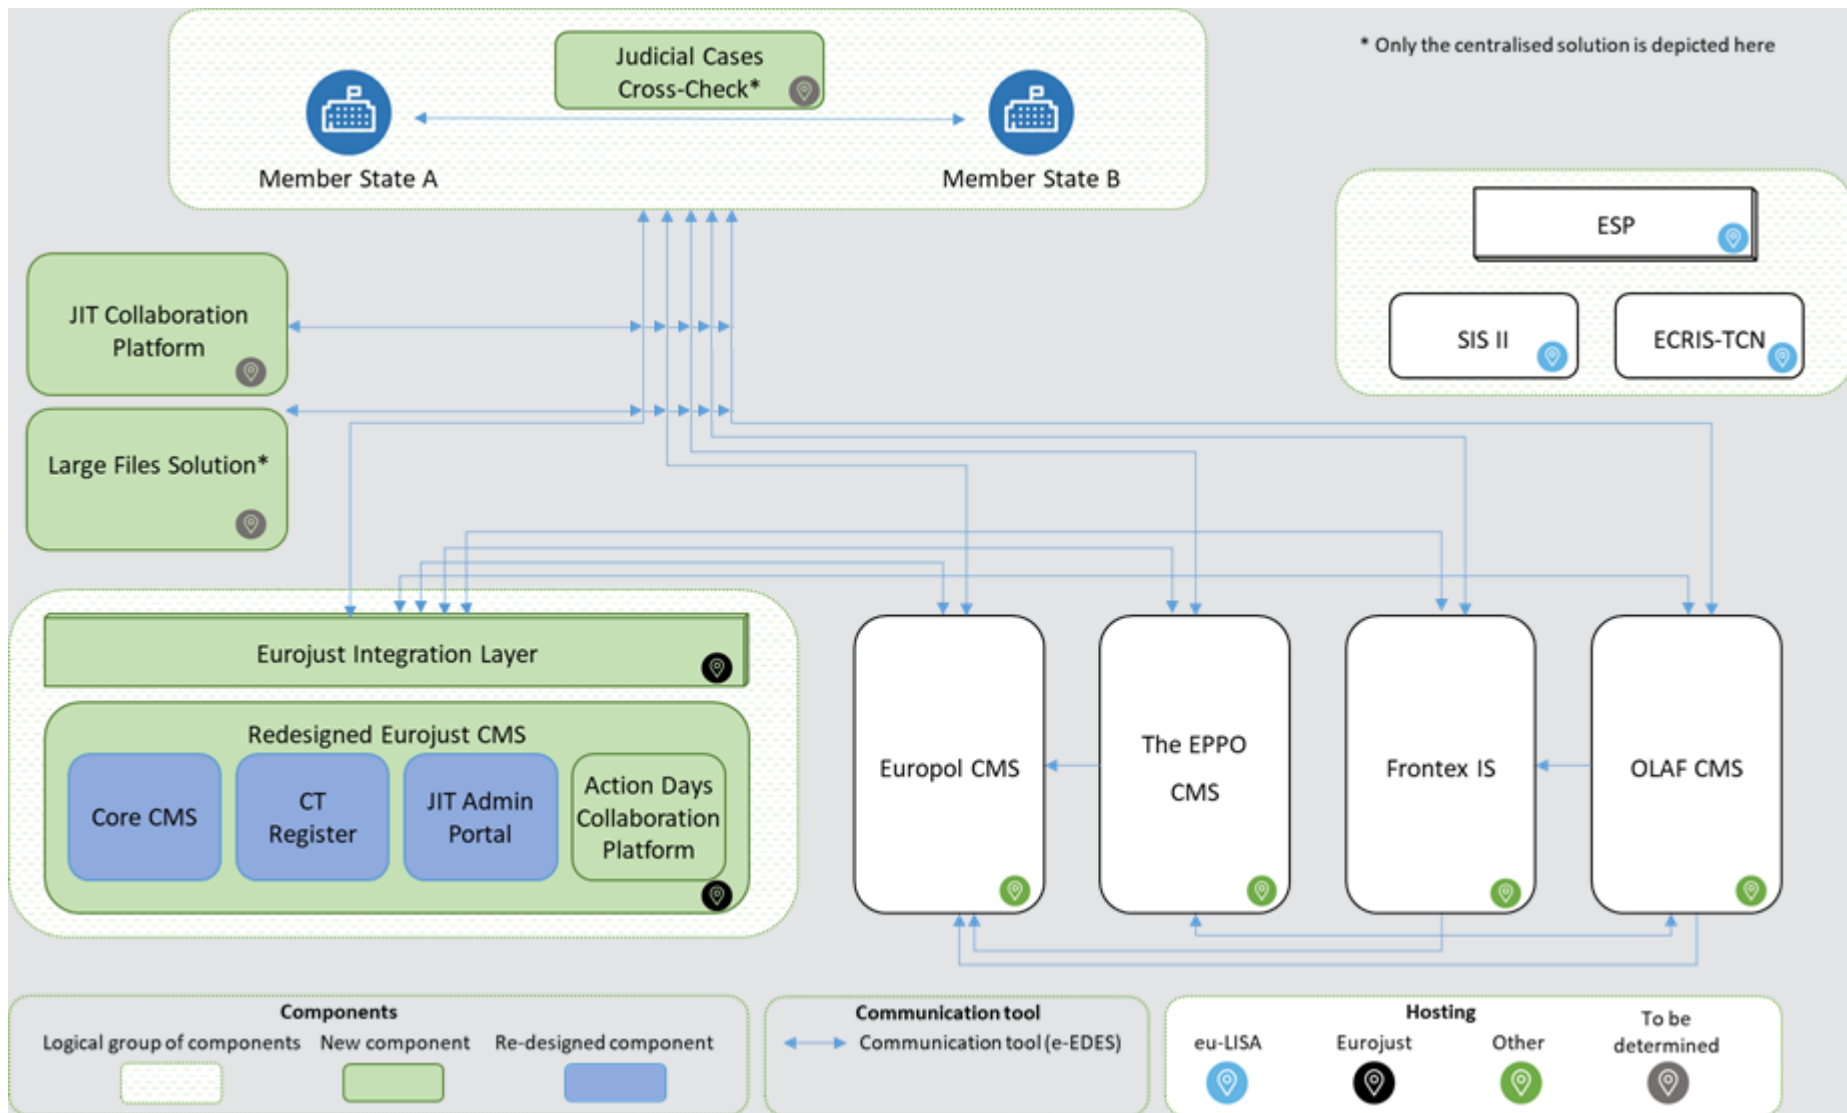 Judicial Cases
Cross-Check*
* Only the centralised solution is depicted here
Member State A
Member State B
ESP
SIS II
ECRIS-TCN
JIT Collaboration
Platform
Large Files Solution*
Eurojust Integration Layer
Redesigned Eurojust CMS
Core CMS
CT
Register
JIT Admin
Portal
Action Days
Collaboration
Platform
Europol CMS
The EPPO
CMS
Frontex IS
OLAF CMS
Components
Logical group of components
New component
Re-designed component
Communication tool
Communication tool (e-EDES)
Hosting
eu-LISA
Eurojust
Other
To be
determined